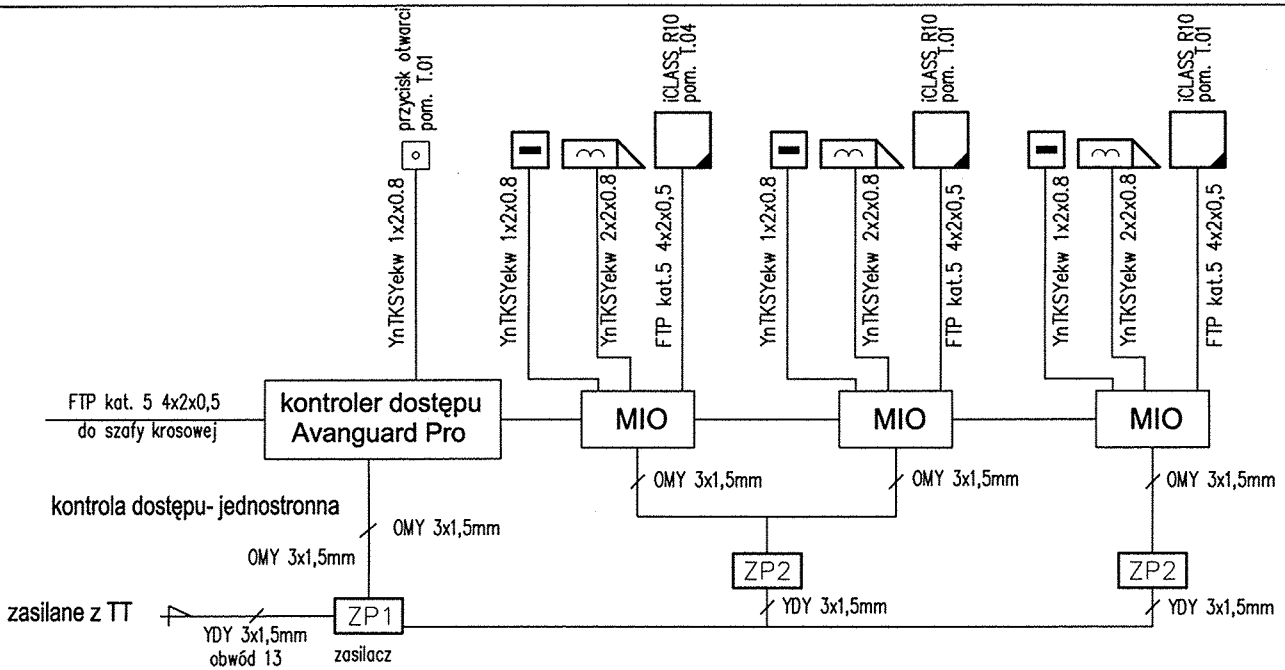 przycisk otwarci
pom. T.01
iCLASS R10
pom. T.04
iCLASS R10
pom. T.01
iCLASS R10
pom. T.01
YnTKSYekw 1x2x0.8
YnTKSYekw 1x2x0.8
YnTKSYekw 2x2x0.8
FTP kat.5 4x2x0,5
YnTKSYekw 1x2x0.8
YnTKSYekw 2x2x0.8
FTP kat.5 4x2x0,5
YnTKSYekw 1x2x0.8
YnTKSYekw 2x2x0.8
FTP kat.5 4x2x0,5
FTP kat. 5 4x2x0,5
do szafy krosowej
kontroler dostępu
Avanguard Pro
MIO
MIO
MIO
OMY 3x1,5mm
OMY 3x1,5mm
OMY 3x1,5mm
kontrola dostępu- jednostronna
OMY 3x1,5mm
OMY 3x1,5mm
ZP2
ZP2
zasilane z TT
YDY 3x1,5mm
obwód 13
ZP1
zasilacz
YDY 3x1,5mm
YDY 3x1,5mm